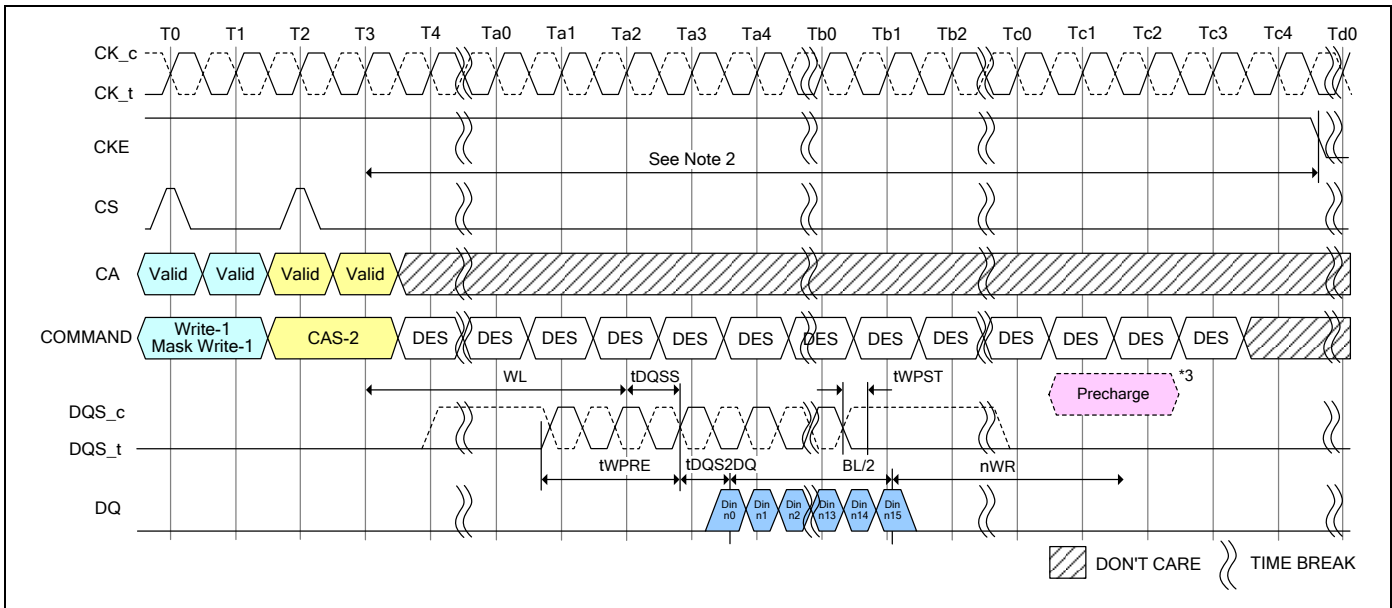 T0 T1 T2 T3 T4 Ta0 Ta1 Ta2 Ta3 Ta4 Tb0 Tb1 Tb2 Tc0 Tc1 Tc2 Tc3 Tc4 Td0
CK_c
CK_t
CKE
See Note 2
CS
CA Valid Valid Valid Valid
COMMAND Write-1 Mask Write-1 CAS-2 DES DES DES DES DES DES DES DES DES DES DES DES DES
WL tDQSS tWPST
Precharge *3
DQS_c
DQS_t
tWPRE tDQS2DQ BL/2 nWR
DQ Din n0 Din n1 Din n2 Din n13 Din n14 Din n15
DON'T CARE TIME BREAK